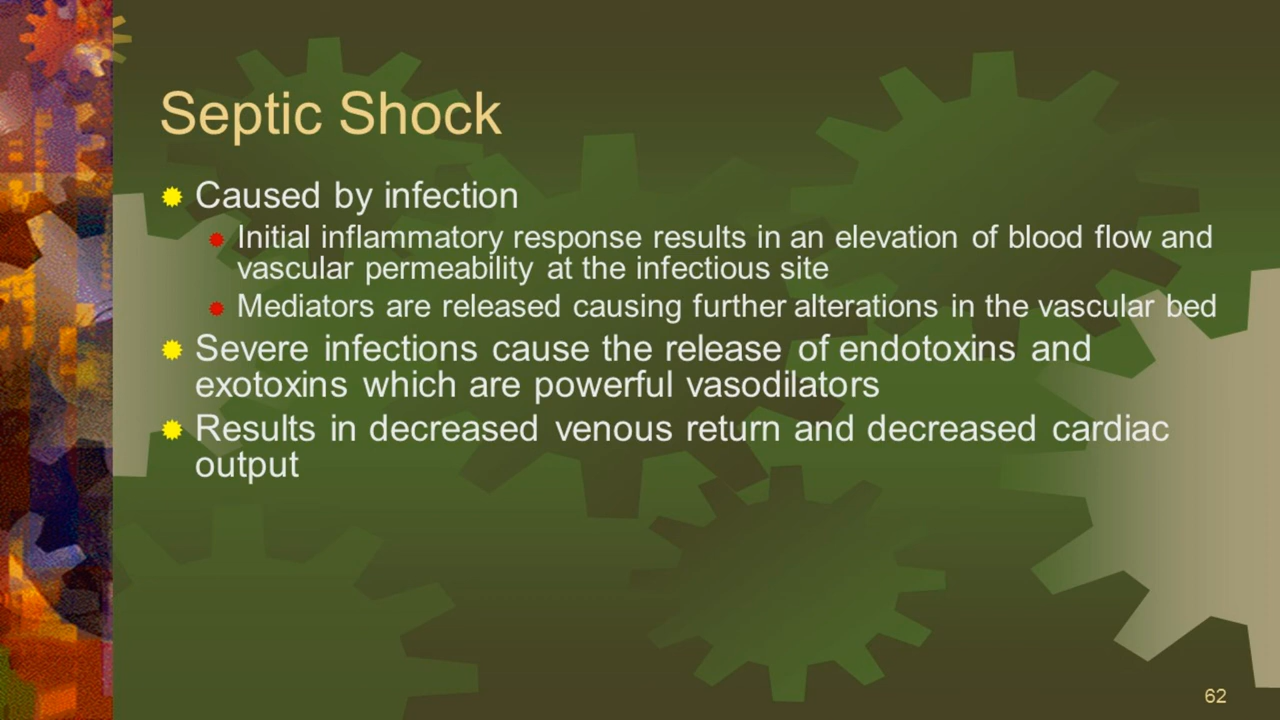 Septic Shock
Caused by infection
Initial inflammatory response results in an elevation of blood flow and
vascular permeability at the infectious site
Mediators are released causing further alterations in the vascular bed
Severe infections cause the release of endotoxins and
exotoxins which are powerful vasodilators
Results in decreased venous return and decreased cardiac
output
62